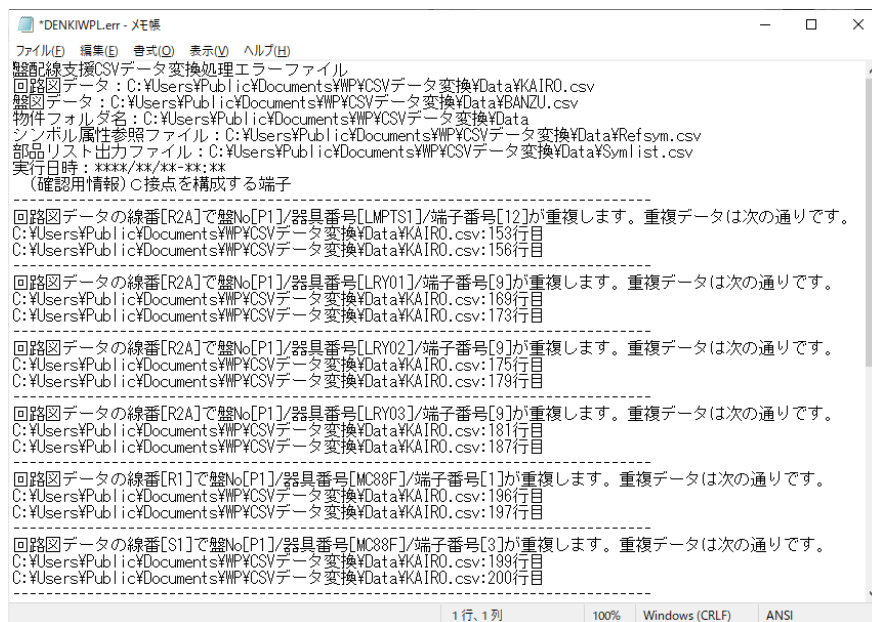 *DENKIWPL.err - メモ帳
ファイル(F) 編集(E) 書式(O) 表示(V) ヘルプ(H)
盤配線支援CSVデータ変換処理エラーファイル
回路図データ：C:¥Users¥Public¥Documents¥WP¥CSVデータ変換¥Data¥KAIRO.csv
盤図データ：C:¥Users¥Public¥Documents¥WP¥CSVデータ変換¥Data¥BANZU.csv
物件フォルダ名：C:¥Users¥Public¥Documents¥WP¥CSVデータ変換¥Data
シンボル属性参照ファイル：C:¥Users¥Public¥Documents¥WP¥CSVデータ変換¥Data¥Refsym.csv
部品リスト出力ファイル：C:¥Users¥Public¥Documents¥WP¥CSVデータ変換¥Data¥Symlist.csv
実行日時：****/**/**-**:**
（確認用情報)Ｃ接点を構成する端子
--------------------------------------------------------------------------------
回路図データの線番[R2A]で盤No[P1]/器具番号[LMPTS1]/端子番号[12]が重複します。重複データは次の通りです。
C:¥Users¥Public¥Documents¥WP¥CSVデータ変換¥Data¥KAIRO.csv:153行目
C:¥Users¥Public¥Documents¥WP¥CSVデータ変換¥Data¥KAIRO.csv:156行目
--------------------------------------------------------------------------------
回路図データの線番[R2A]で盤No[P1]/器具番号[LRY01]/端子番号[9]が重複します。重複データは次の通りです。
C:¥Users¥Public¥Documents¥WP¥CSVデータ変換¥Data¥KAIRO.csv:169行目
C:¥Users¥Public¥Documents¥WP¥CSVデータ変換¥Data¥KAIRO.csv:173行目
--------------------------------------------------------------------------------
回路図データの線番[R2A]で盤No[P1]/器具番号[LRY02]/端子番号[9]が重複します。重複データは次の通りです。
C:¥Users¥Public¥Documents¥WP¥CSVデータ変換¥Data¥KAIRO.csv:175行目
C:¥Users¥Public¥Documents¥WP¥CSVデータ変換¥Data¥KAIRO.csv:179行目
--------------------------------------------------------------------------------
回路図データの線番[R2A]で盤No[P1]/器具番号[LRY03]/端子番号[9]が重複します。重複データは次の通りです。
C:¥Users¥Public¥Documents¥WP¥CSVデータ変換¥Data¥KAIRO.csv:181行目
C:¥Users¥Public¥Documents¥WP¥CSVデータ変換¥Data¥KAIRO.csv:187行目
--------------------------------------------------------------------------------
回路図データの線番[R1]で盤No[P1]/器具番号[MC88F]/端子番号[1]が重複します。重複データは次の通りです。
C:¥Users¥Public¥Documents¥WP¥CSVデータ変換¥Data¥KAIRO.csv:196行目
C:¥Users¥Public¥Documents¥WP¥CSVデータ変換¥Data¥KAIRO.csv:197行目
--------------------------------------------------------------------------------
回路図データの線番[S1]で盤No[P1]/器具番号[MC88F]/端子番号[3]が重複します。重複データは次の通りです。
C:¥Users¥Public¥Documents¥WP¥CSVデータ変換¥Data¥KAIRO.csv:199行目
C:¥Users¥Public¥Documents¥WP¥CSVデータ変換¥Data¥KAIRO.csv:200行目
--------------------------------------------------------------------------------
1 行、1 列 100% Windows (CRLF) ANSI